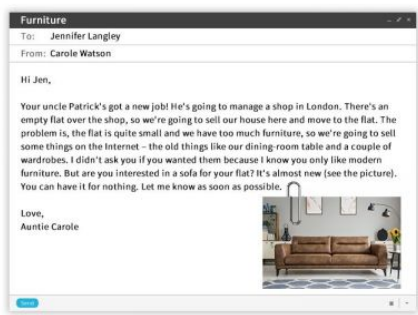 Furniture
To: Jennifer Langley
From: Carole Watson
Hi Jen,
Your uncle Patrick's got a new job! He's going to manage a shop in London. There's an
empty flat over the shop, so we're going to sell our house here and move to the flat. The
problem is, the flat is quite small and we have too much furniture, so we're going to sell
some things on the Internet – the old things like our dining-room table and a couple of
wardrobes. I didn't ask you if you wanted them because I know you only like modern
furniture. But are you interested in a sofa for your flat? It's almost new (see the picture).
You can have it for nothing. Let me know as soon as possible.
Love,
Auntie Carole
Send